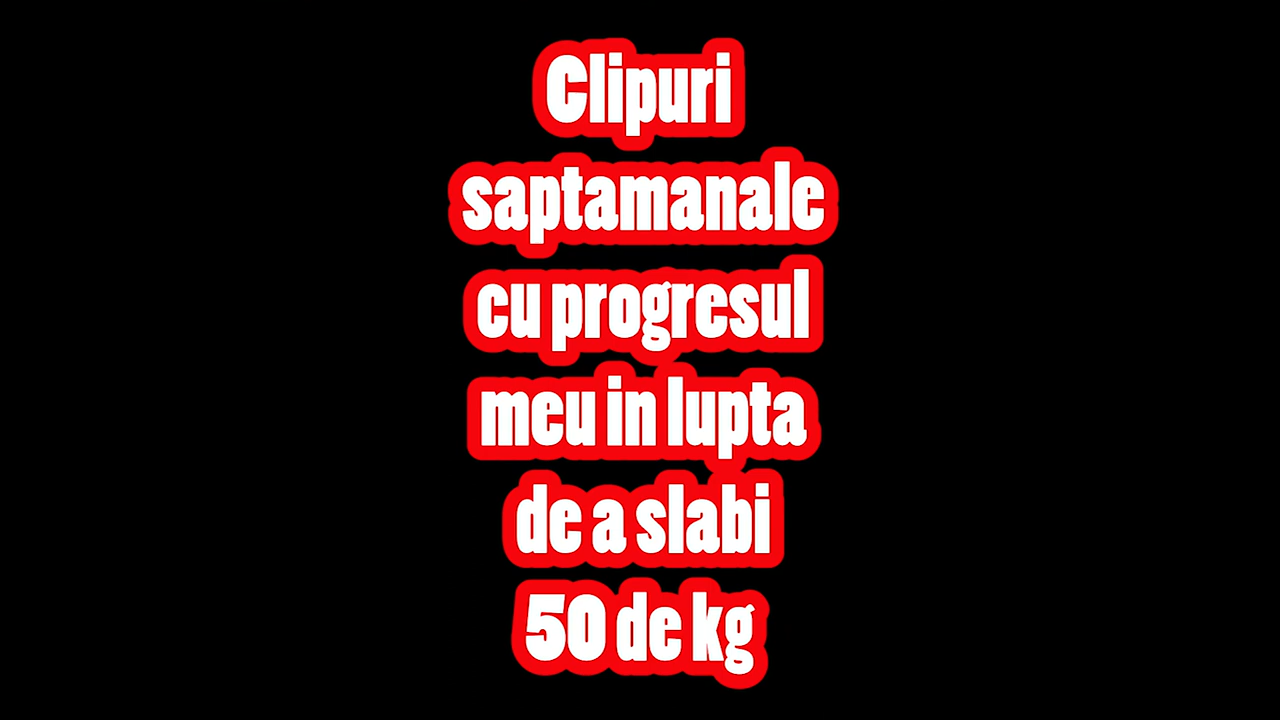 Clipuri
saptamanale
cu progresul
meu in lupta
de a slabi
50 de kg